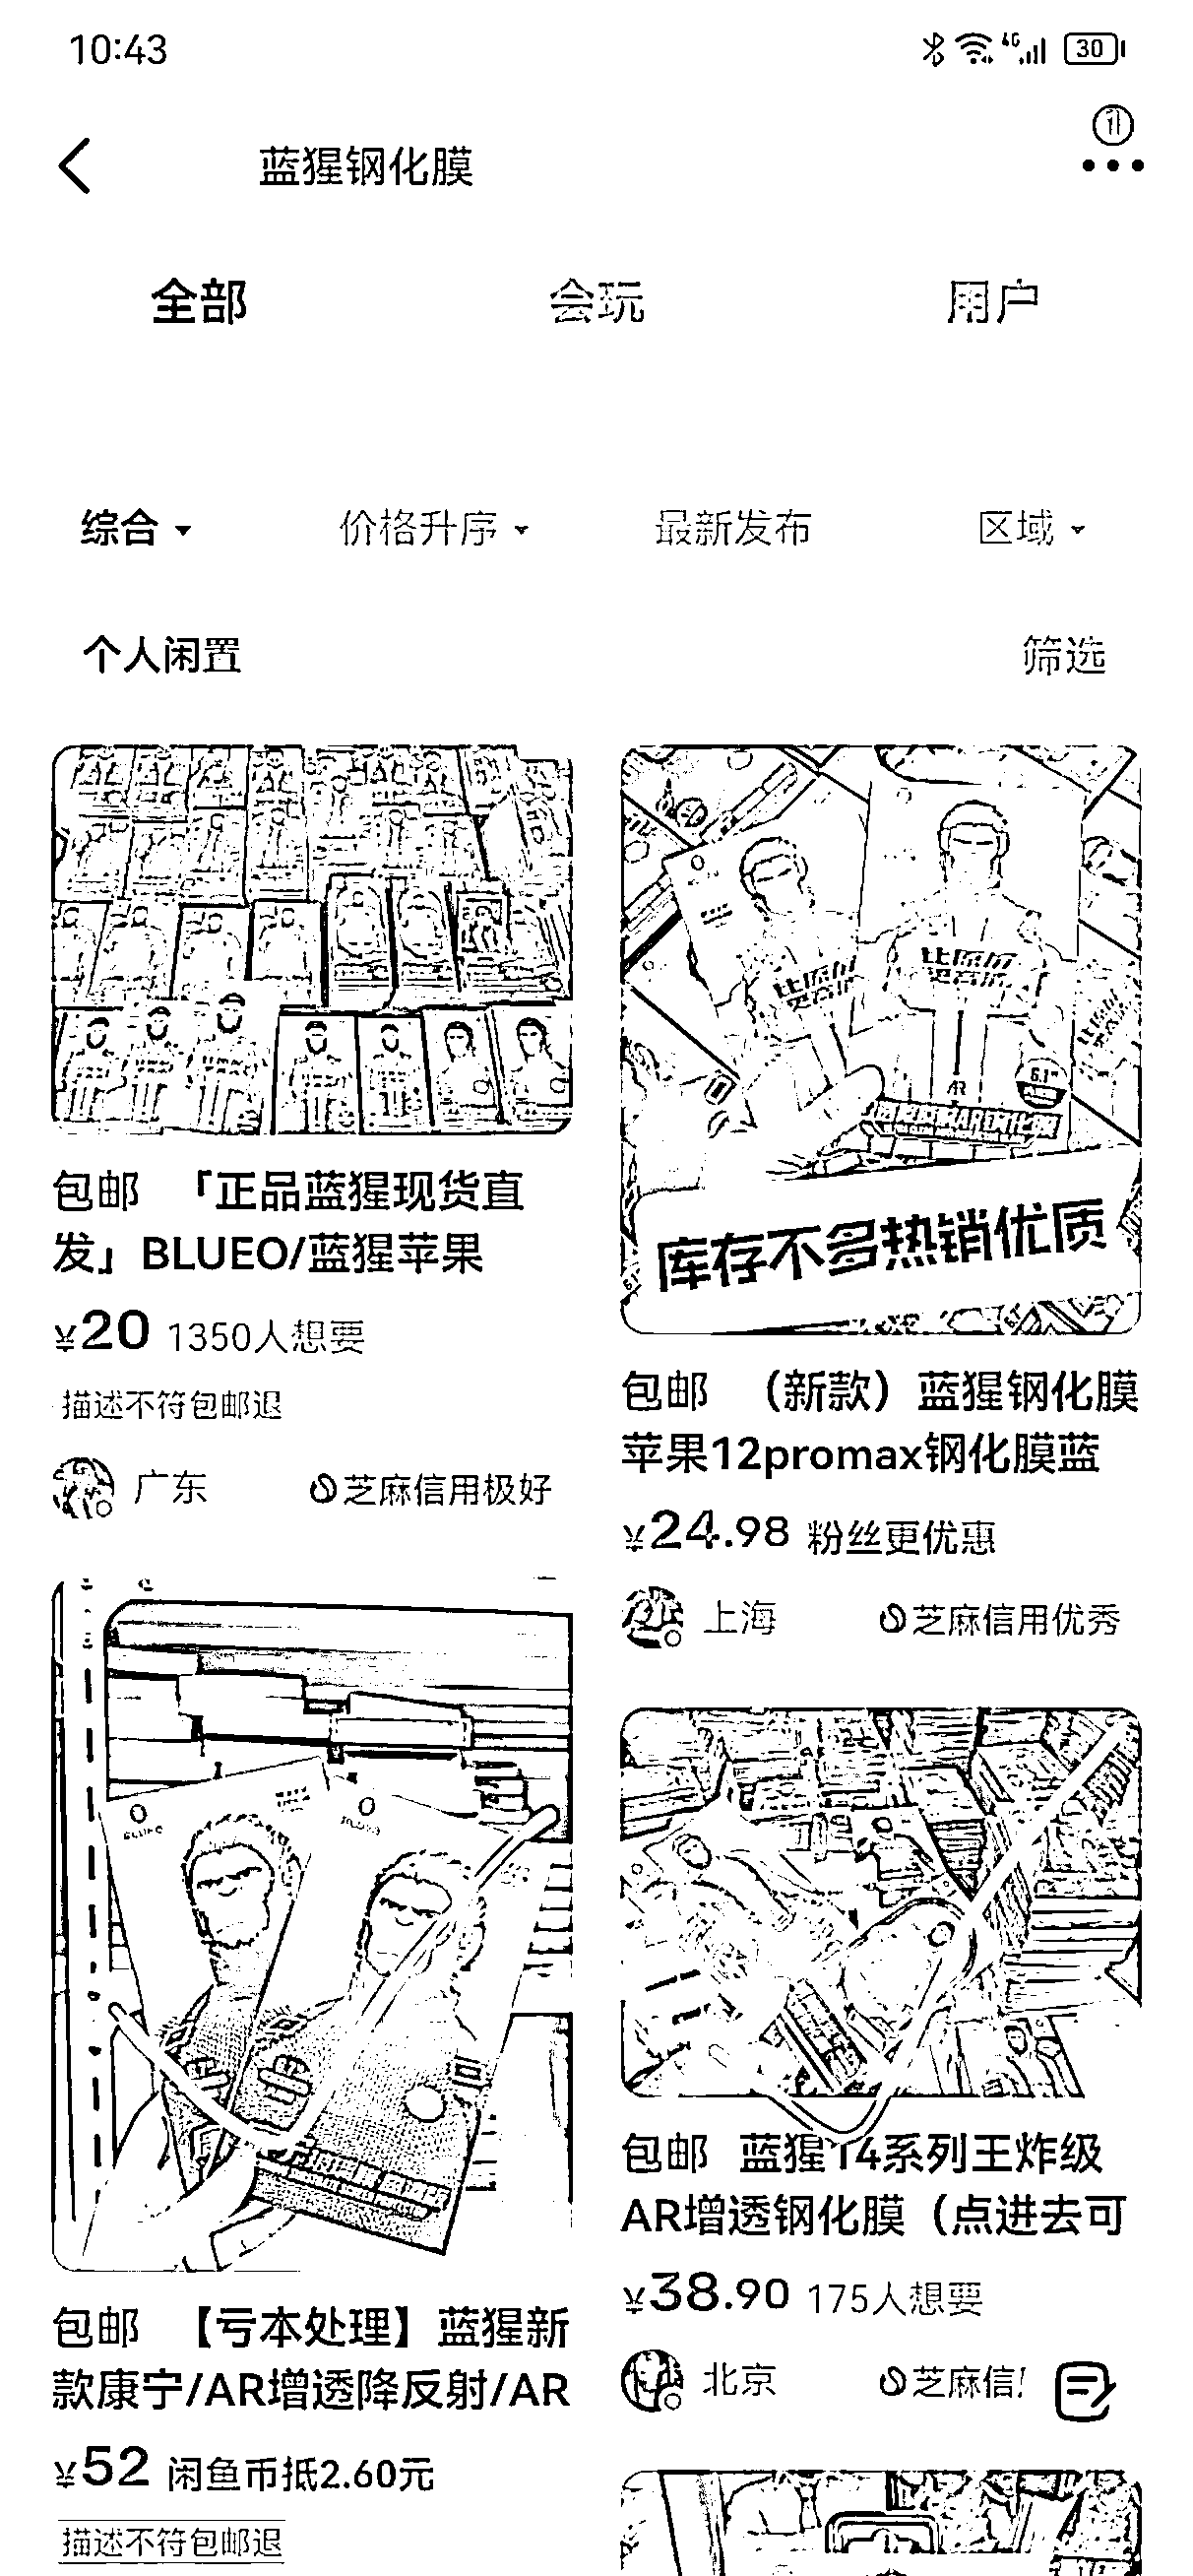 10:43
4G
30
蓝猩钢化膜
全部
会玩
用户
综合
价格升序
最新发布
区域
个人闲置
筛选
包邮 「正品蓝猩现货直
发」BLUEO/蓝猩苹果
¥20 1350人想要
描述不符包邮退
广东 芝麻信用极好
AR
6.1"
库存不多热销优质
包邮 （新款）蓝猩钢化膜
苹果12promax钢化膜蓝
¥24.98 粉丝更优惠
上海 芝麻信用优秀
BLUEO
包邮 【亏本处理】蓝猩新
款康宁/AR增透降反射/AR
¥52 闲鱼币抵2.60元
描述不符包邮退
包邮 蓝猩14系列王炸级
AR增透钢化膜（点进去可
¥38.90 175人想要
北京 芝麻信